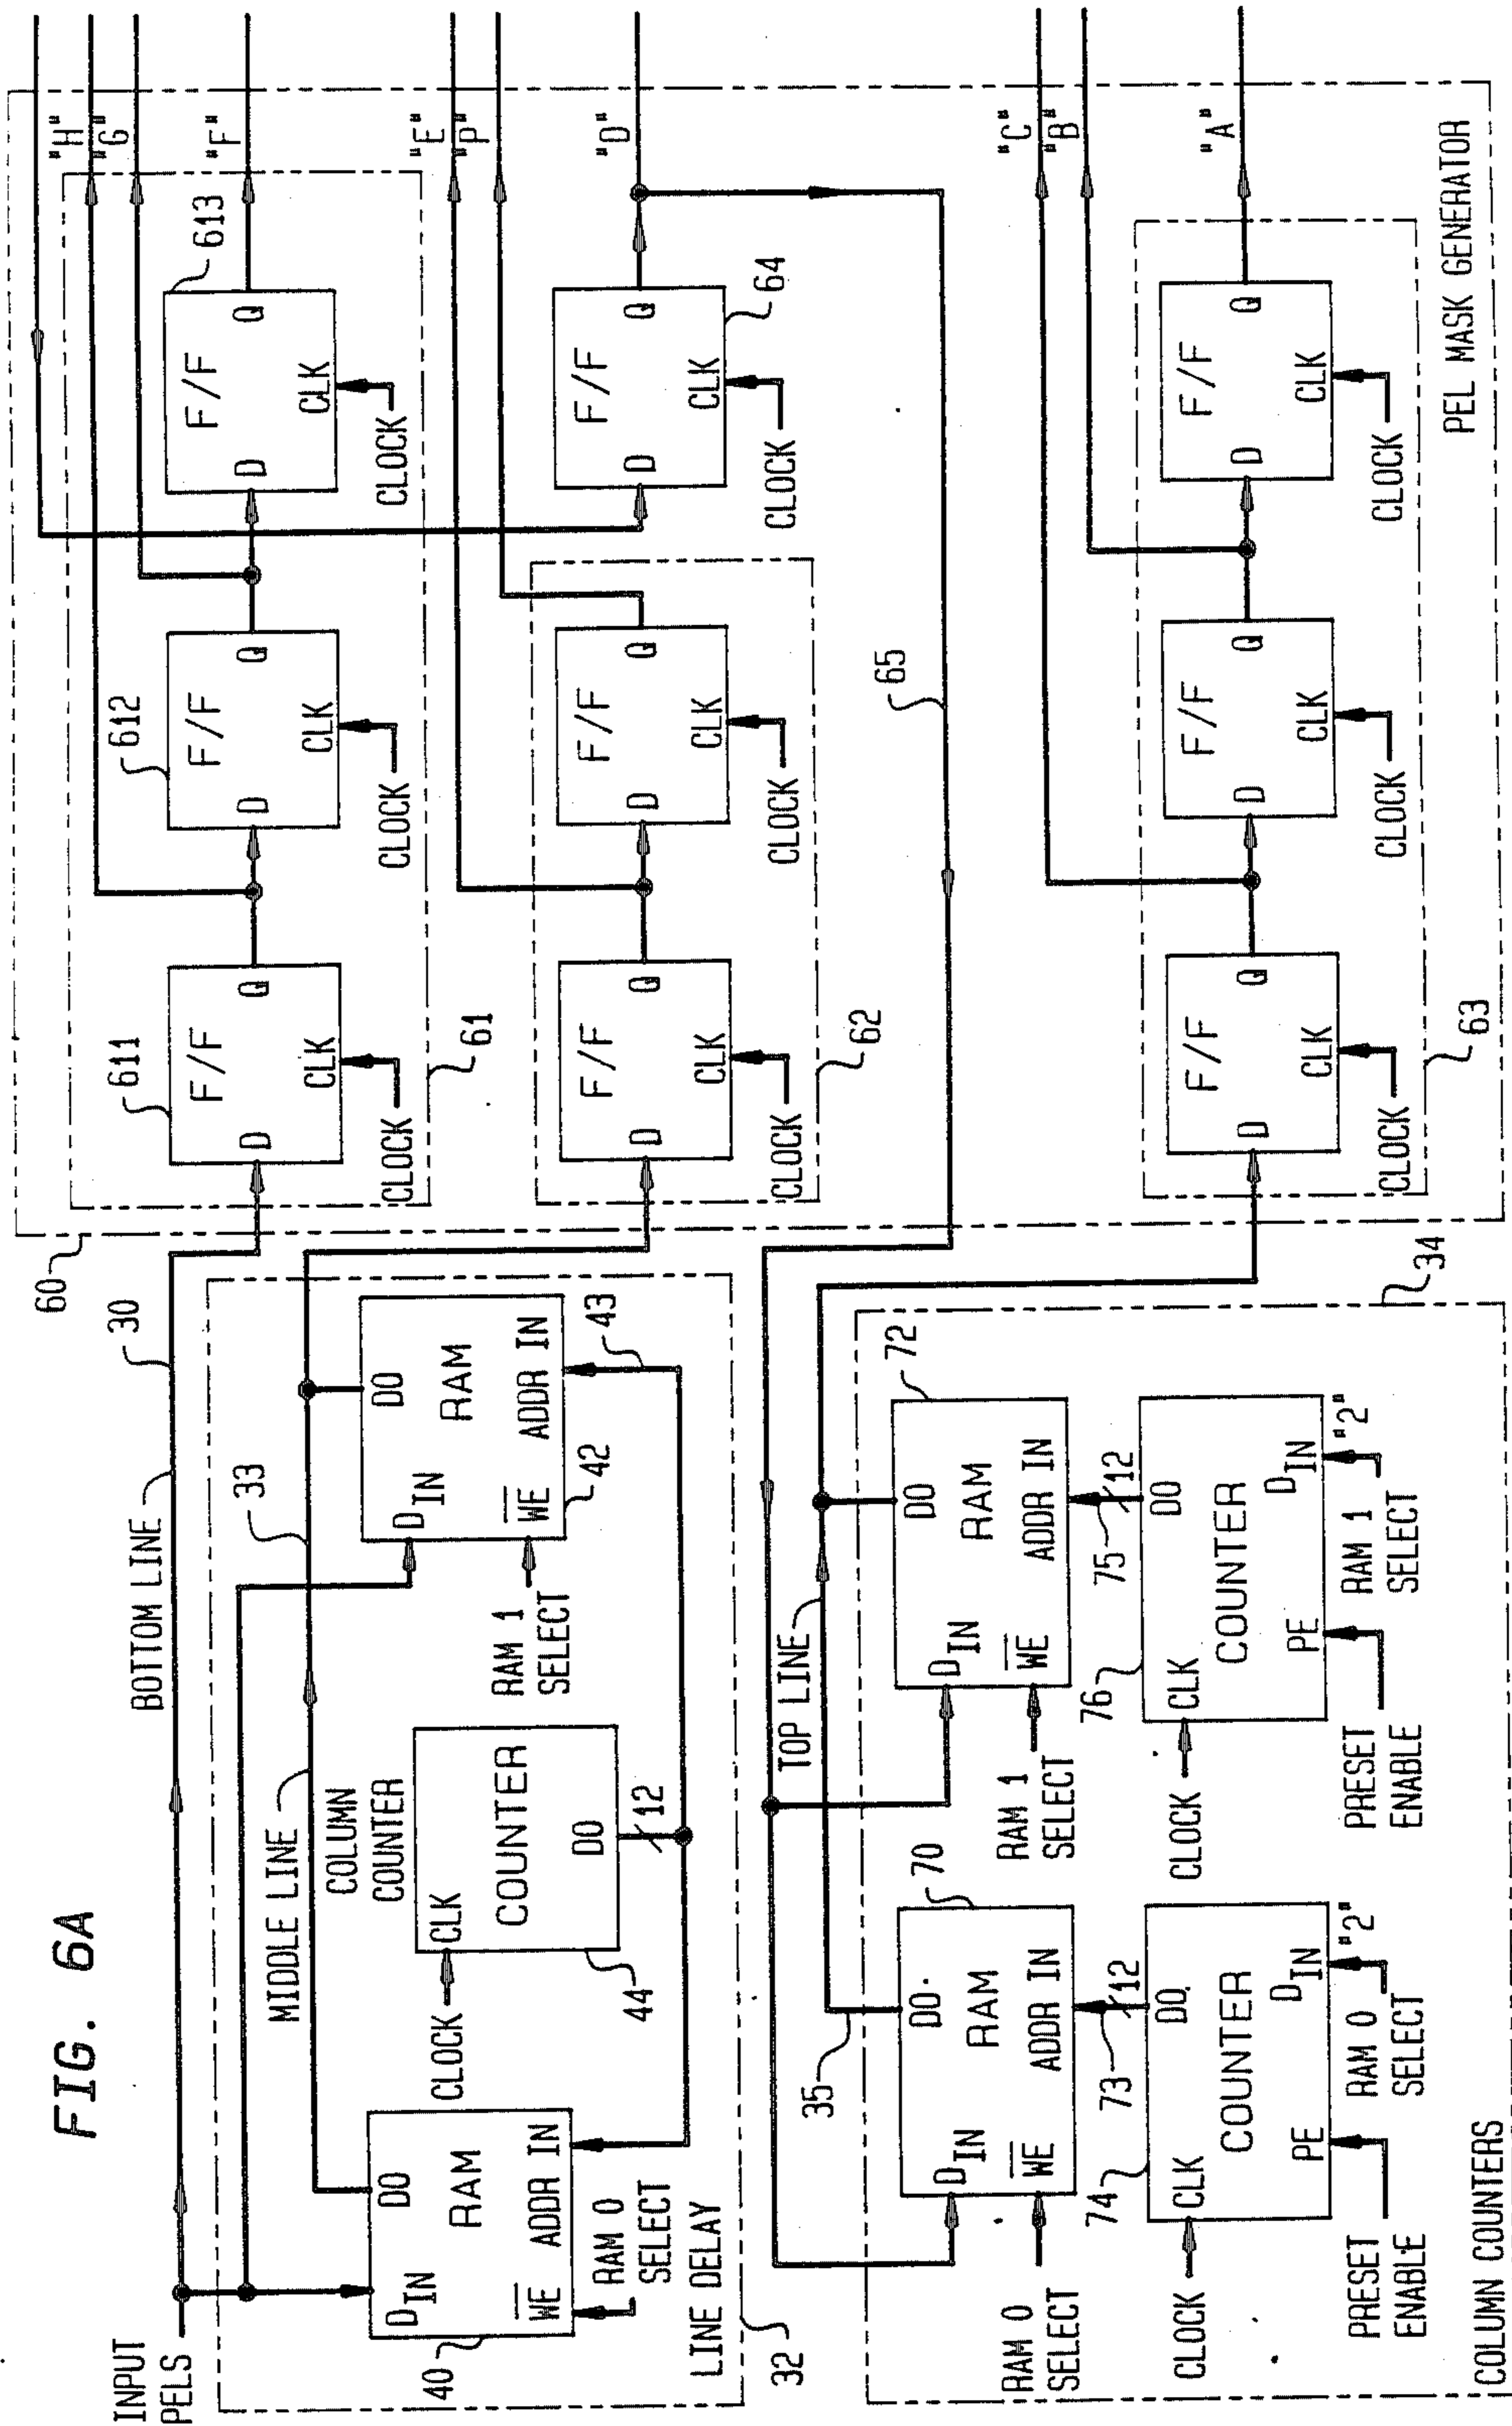 FIG. 6A
INPUT
PELS
BOTTOM LINE
30
60
MIDDLE LINE
33
COLUMN
COUNTER
40
D IN
DO
RAM
WE
ADDR IN
RAM 0
SELECT
CLOCK
CLK
COUNTER
DO
44
12
D IN
DO
RAM
WE
ADDR IN
42
43
RAM 1
SELECT
LINE DELAY
32
611
D
F/F
Q
CLK
CLOCK
612
D
F/F
Q
CLK
CLOCK
613
D
F/F
Q
CLK
CLOCK
61
"H"
"G"
"F"
D
F/F
Q
CLK
CLOCK
D
F/F
Q
CLK
CLOCK
62
D
F/F
Q
CLK
CLOCK
64
"E"
"P"
"D"
65
TOP LINE
35
70
D IN
DO
RAM
WE
ADDR IN
RAM 0
SELECT
73
12
74
CLOCK
CLK
DO
COUNTER
PE
D IN
PRESET
ENABLE
RAM 0
SELECT
"2"
72
D IN
DO
RAM
WE
ADDR IN
RAM 1
SELECT
75
12
76
CLOCK
CLK
DO
COUNTER
PE
D IN
PRESET
ENABLE
RAM 1
SELECT
"2"
COLUMN COUNTERS
34
D
F/F
Q
CLK
CLOCK
D
F/F
Q
CLK
CLOCK
D
F/F
Q
CLK
CLOCK
63
"C"
"B"
"A"
PEL MASK GENERATOR